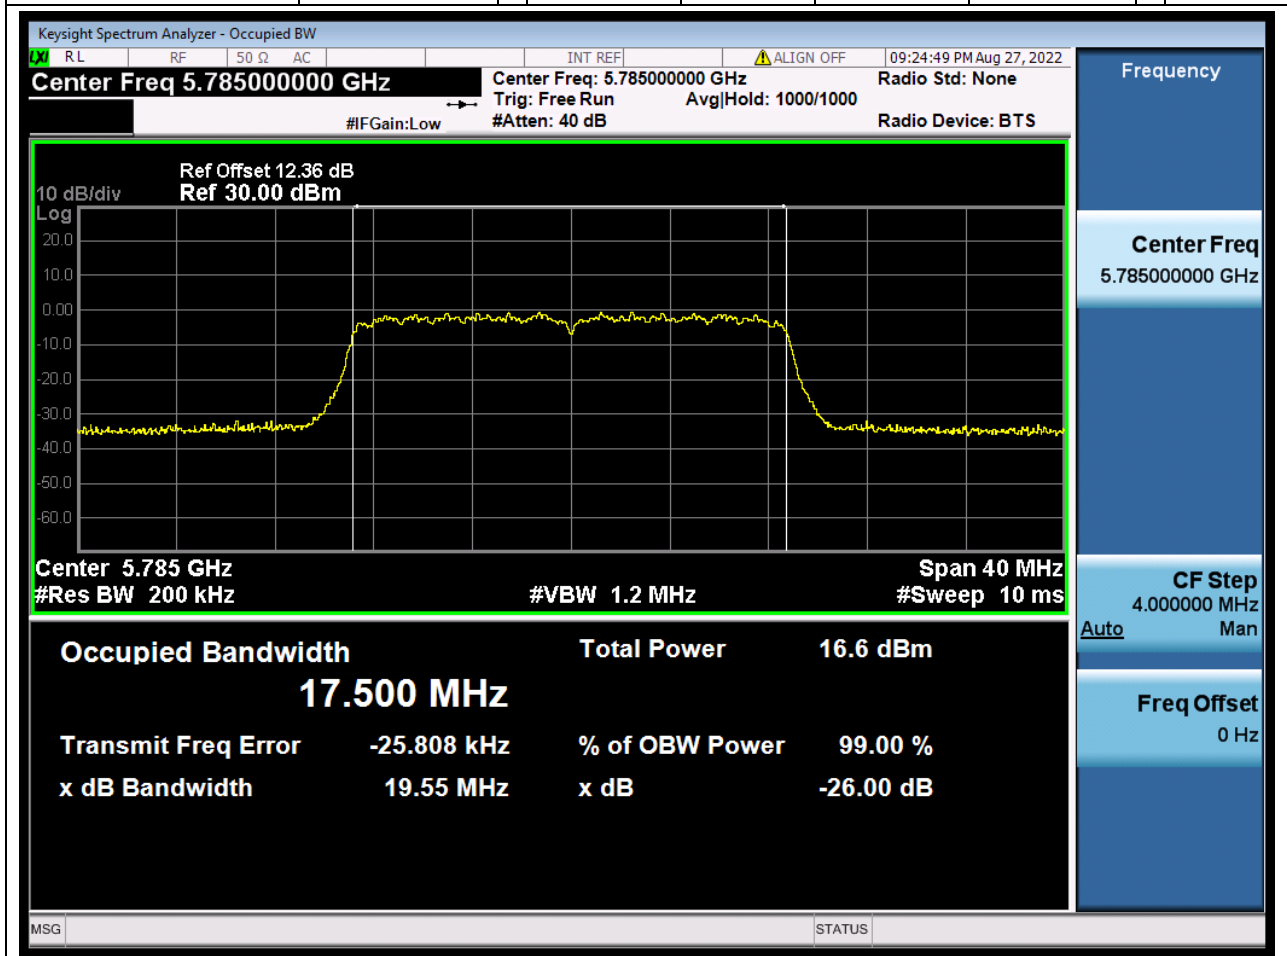 Keysight Spectrum Analyzer - Occupied BW
LXI RL RF 50 Ω AC INT REF ALIGN OFF 09:24:49 PM Aug 27, 2022
Center Freq 5.785000000 GHz
Center Freq: 5.785000000 GHz
Radio Std: None
Trig: Free Run Avg|Hold: 1000/1000
#IFGain:Low
#Atten: 40 dB
Radio Device: BTS
Ref Offset 12.36 dB
10 dB/div Ref 30.00 dBm
Log
20.0
10.0
0.00
-10.0
-20.0
-30.0
-40.0
-50.0
-60.0
Center 5.785 GHz Span 40 MHz
#Res BW 200 kHz #VBW 1.2 MHz #Sweep 10 ms
Occupied Bandwidth
17.500 MHz
Total Power 16.6 dBm
Transmit Freq Error -25.808 kHz % of OBW Power 99.00 %
x dB Bandwidth 19.55 MHz x dB -26.00 dB
MSG STATUS
Frequency
Center Freq
5.785000000 GHz
CF Step
4.000000 MHz
Auto Man
Freq Offset
0 Hz